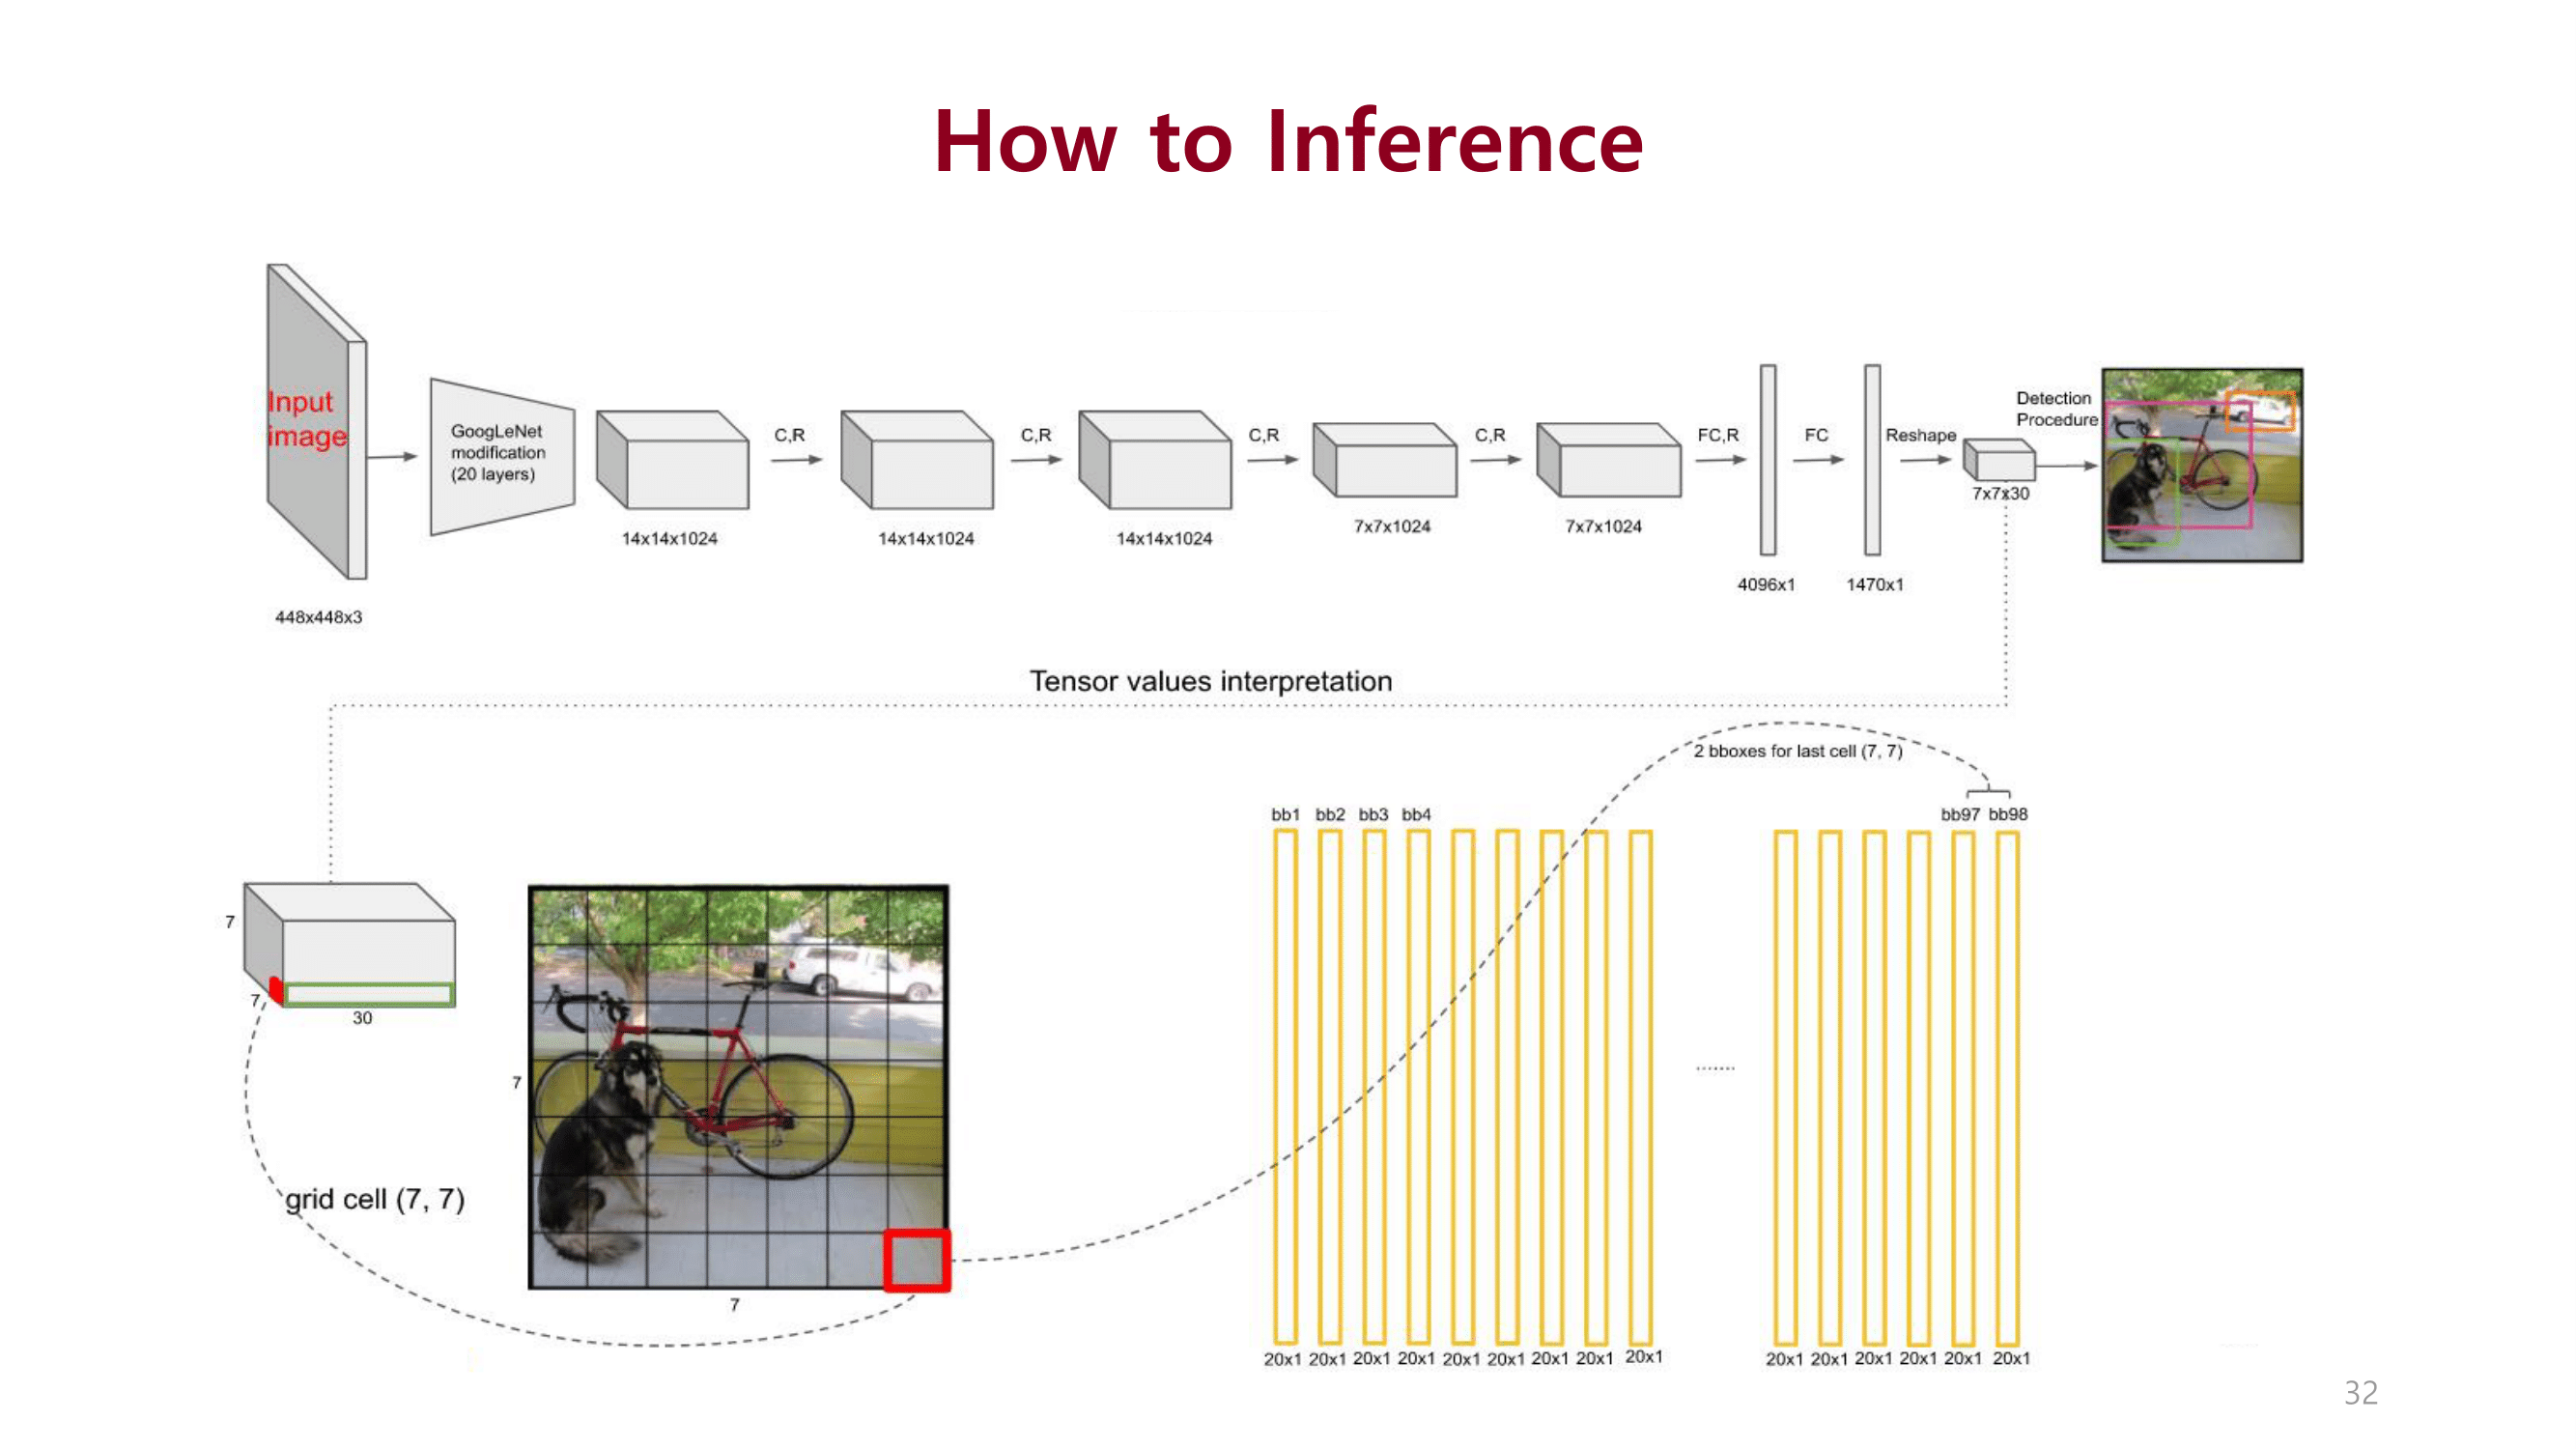 How to Inference
Input
image
448x448x3
GoogLeNet
modification
(20 layers)
14x14x1024
C,R
14x14x1024
C,R
14x14x1024
C,R
7x7x1024
C,R
7x7x1024
FC,R
4096x1
FC
1470x1
Reshape
7x7x30
Detection
Procedure
Tensor values interpretation
2 bboxes for last cell (7, 7)
bb1 bb2 bb3 bb4
bb97 bb98
7
7
30
grid cell (7, 7)
7
7
.......
20x1 20x1 20x1 20x1 20x1 20x1 20x1 20x1 20x1
20x1 20x1 20x1 20x1 20x1 20x1
32